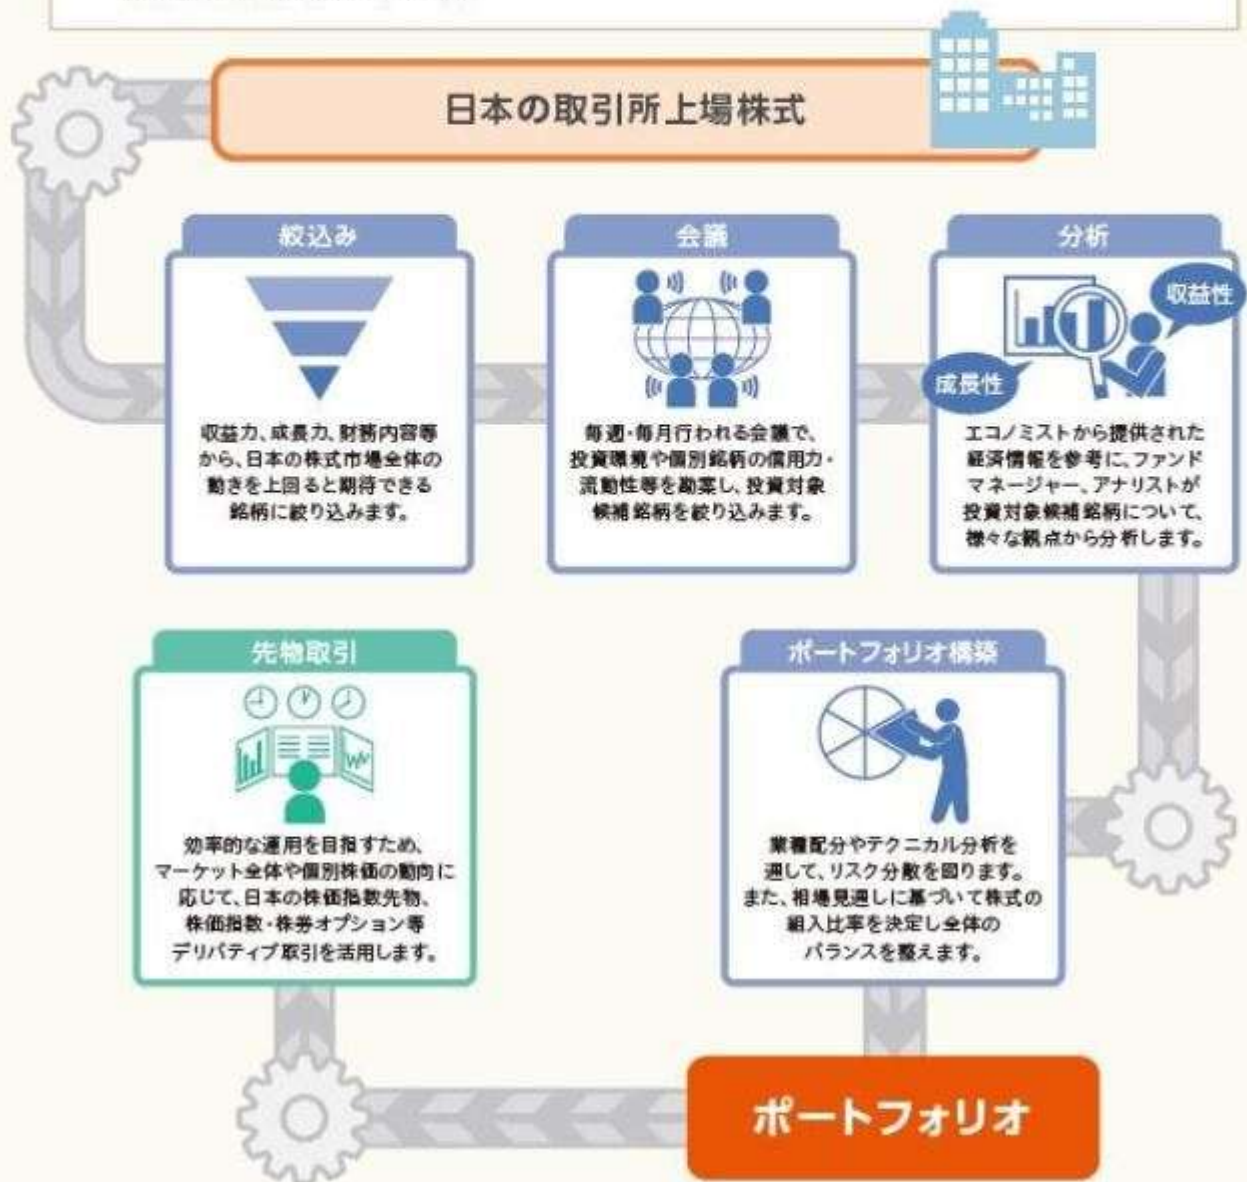 日本の取引所上場株式
絞込み
収益力、成長力、財務内容等
から、日本の株式市場全体の
動きを上回ると期待できる
銘柄に絞り込みます。
会議
毎週・毎月行われる会議で、
投資環境や個別銘柄の信用力・
流動性等を勘案し、投資対象
候補銘柄を絞り込みます。
分析
収益性
成長性
エコノミストから提供された
経済情報を参考に、ファンド
マネージャー、アナリストが
投資対象候補銘柄について、
様々な観点から分析します。
ポートフォリオ構築
業種配分やテクニカル分析を
通して、リスク分散を図ります。
また、相場見通しに基づいて株式の
組入比率を決定し全体の
バランスを整えます。
先物取引
効率的な運用を目指すため、
マーケット全体や個別株価の動向に
応じて、日本の株価指数先物、
株価指数・株券オプション等
デリバティブ取引を活用します。
ポートフォリオ